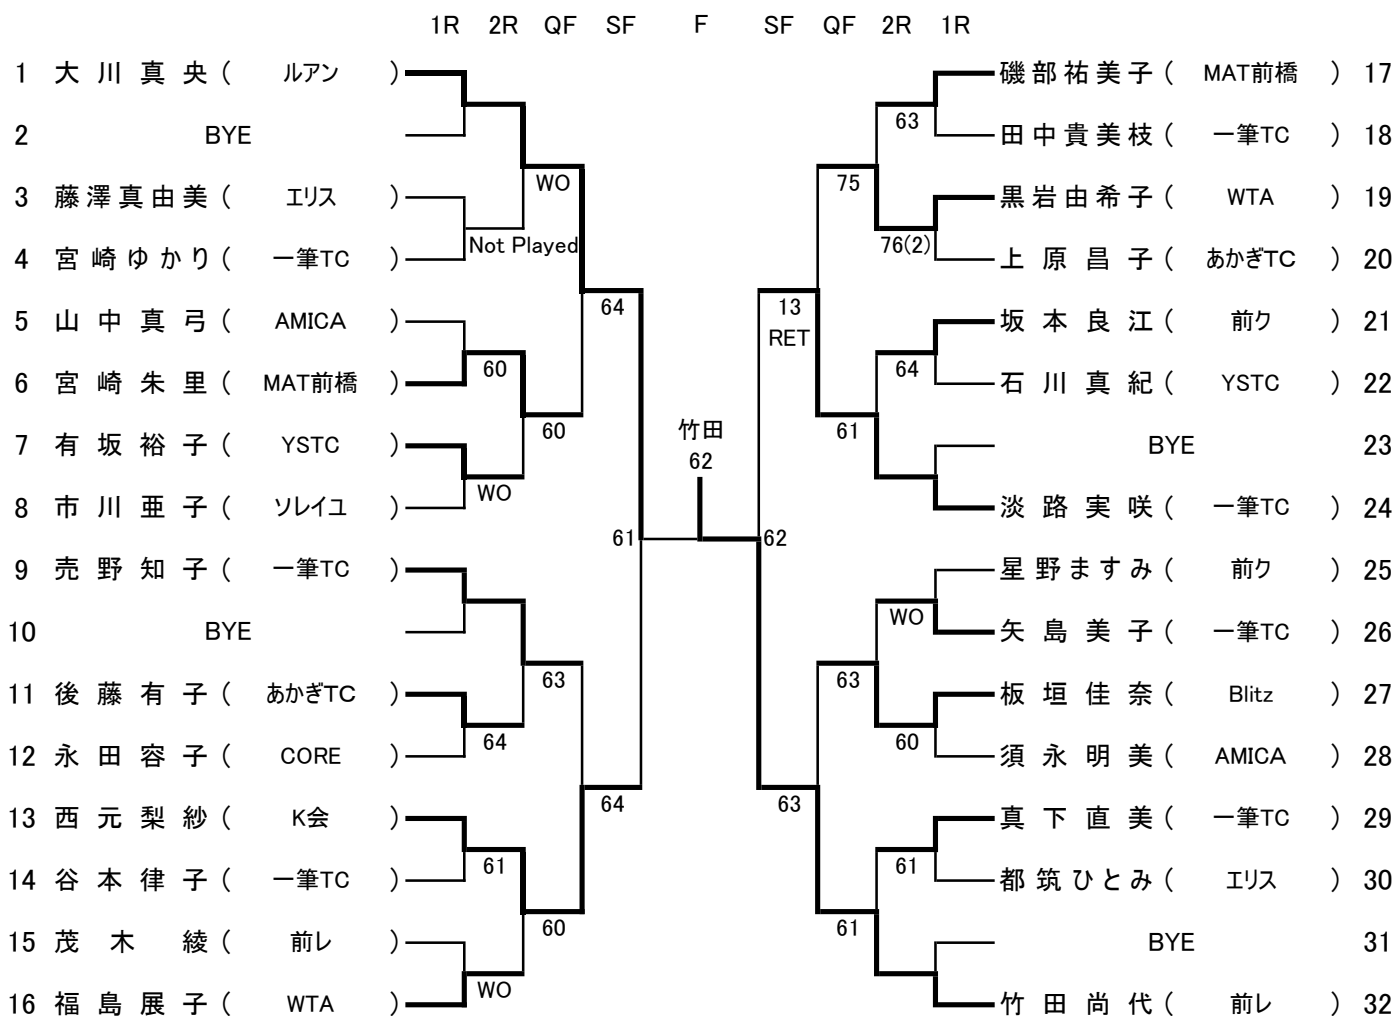 1R 2R QF SF F SF QF 2R 1R
1 大川真央 ( ルアン ) 磯部祐美子 ( MAT前橋 ) 17
63
2 BYE 田中貴美枝 ( 一筆TC ) 18
WO 75
3 藤澤真由美 ( エリス ) 黒岩由希子 ( WTA ) 19
Not Played 76(2)
4 宮崎ゆかり ( 一筆TC ) 上原昌子 ( あかぎTC ) 20
64 13
RET
5 山中真弓 ( AMICA ) 坂本良江 ( 前ク ) 21
60 64
6 宮崎朱里 ( MAT前橋 ) 石川真紀 ( YSTC ) 22
60 竹田 61
7 有坂裕子 ( YSTC ) BYE 23
62
WO
8 市川亜子 ( ソレイユ ) 淡路実咲 ( 一筆TC ) 24
61 62
9 売野知子 ( 一筆TC ) 星野ますみ ( 前ク ) 25
WO
10 BYE 矢島美子 ( 一筆TC ) 26
63 63
11 後藤有子 ( あかぎTC ) 板垣佳奈 ( Blitz ) 27
64 60
12 永田容子 ( CORE ) 須永明美 ( AMICA ) 28
64 63
13 西元梨紗 ( K会 ) 真下直美 ( 一筆TC ) 29
61 61
14 谷本律子 ( 一筆TC ) 都筑ひとみ ( エリス ) 30
60 61
15 茂木綾 ( 前レ ) BYE 31
WO
16 福島展子 ( WTA ) 竹田尚代 ( 前レ ) 32